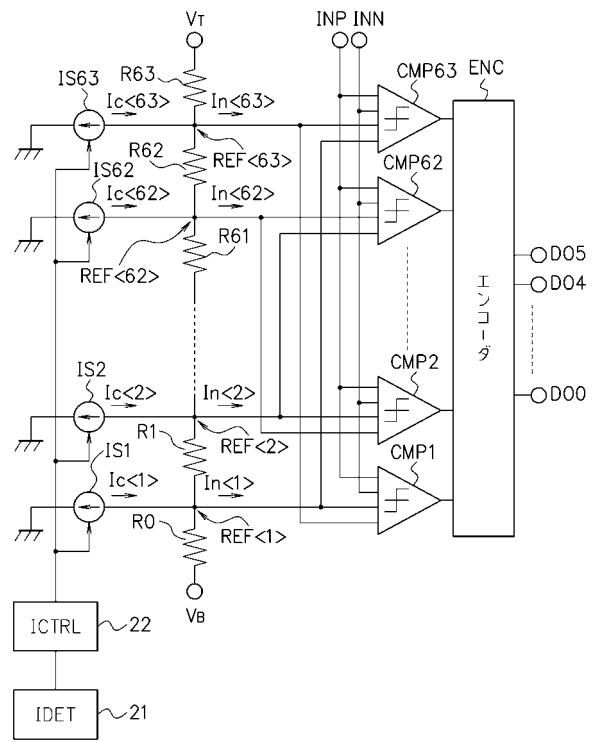 VT
INP INN
R63
IS63
Ic<63>
In<63>
CMP63
ENC
REF<63>
R62
IS62
Ic<62>
In<62>
CMP62
R61
REF<62>
エンコーダ
DO5
DO4
IS2
Ic<2>
In<2>
CMP2
DO0
R1
REF<2>
IS1
Ic<1>
In<1>
CMP1
R0
REF<1>
VB
ICTRL
22
IDET
21